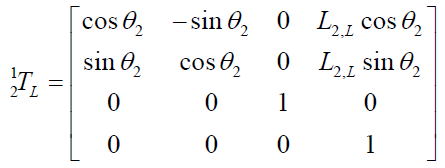 ¹₂T_L = [ cos θ₂ − sin θ₂ 0 L₂,L cos θ₂
sin θ₂ cos θ₂ 0 L₂,L sin θ₂
0 0 1 0
0 0 0 1 ]